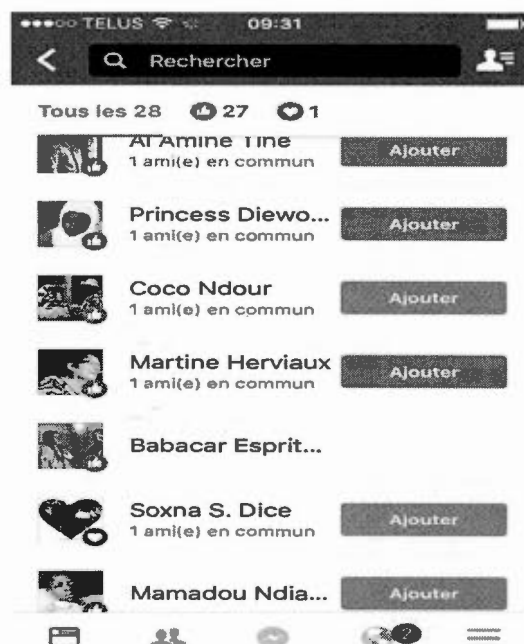 TELUS 09:31
Rechercher
Tous les 28 27 1
Al Amine Tine
1 ami(e) en commun
Ajouter
Princess Diewo...
1 ami(e) en commun
Ajouter
Coco Ndour
1 ami(e) en commun
Ajouter
Martine Herviaux
1 ami(e) en commun
Ajouter
Babacar Esprit...
Soxna S. Dice
1 ami(e) en commun
Ajouter
Mamadou Ndia...
Ajouter
2